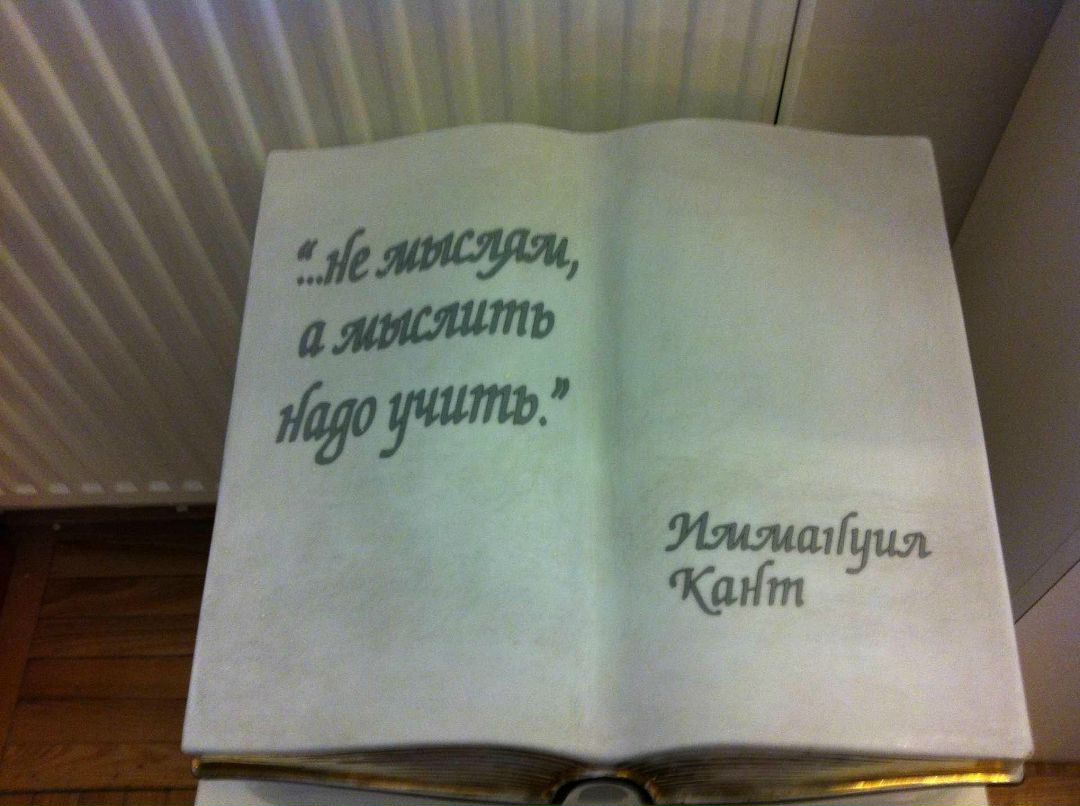 “...Не мыслям,
а мыслить
надо учить.”
Иммануил
Кант